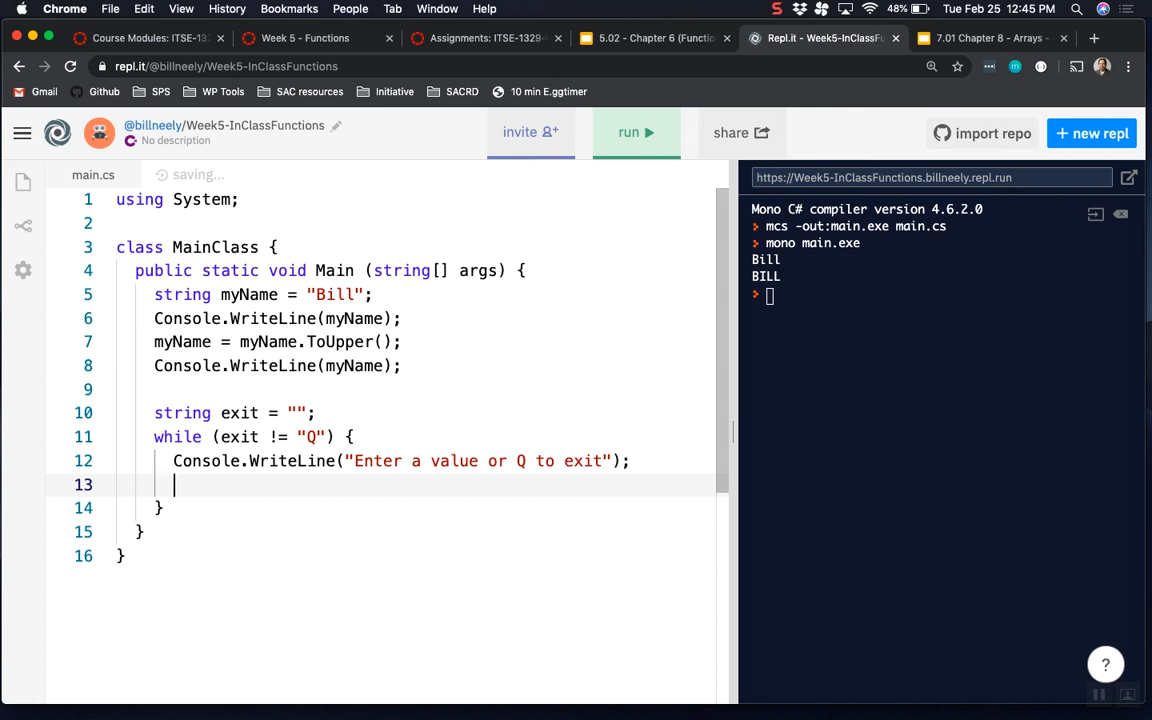 Chrome File Edit View History Bookmarks People Tab Window Help 48% Tue Feb 25 12:45 PM
Course Modules: ITSE-13 Week 5 - Functions Assignments: ITSE-1329- 5.02 - Chapter 6 (Function Repl.it - Week5-InClassFu 7.01 Chapter 8 - Arrays -
repl.it/@billneely/Week5-InClassFunctions
Gmail Github SPS WP Tools SAC resources Initiative SACRD 10 min E.ggtimer
@billneely/Week5-InClassFunctions
No description
invite run share import repo + new repl
main.cs saving...
https://Week5-InClassFunctions.billneely.repl.run
1 using System;
2
3 class MainClass {
4 public static void Main (string[] args) {
5 string myName = "Bill";
6 Console.WriteLine(myName);
7 myName = myName.ToUpper();
8 Console.WriteLine(myName);
9
10 string exit = "";
11 while (exit != "Q") {
12 Console.WriteLine("Enter a value or Q to exit");
13
14 }
15 }
16 }
Mono C# compiler version 4.6.2.0
mcs -out:main.exe main.cs
mono main.exe
Bill
BILL
?